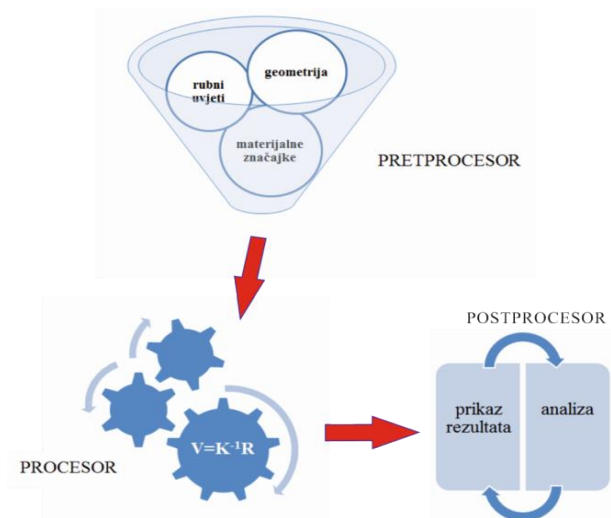 rubni
uvjeti
geometrija
materijalne
značajke
PRETPROCESOR
V=K⁻¹R
PROCESOR
POSTPROCESOR
prikaz
rezultata
analiza